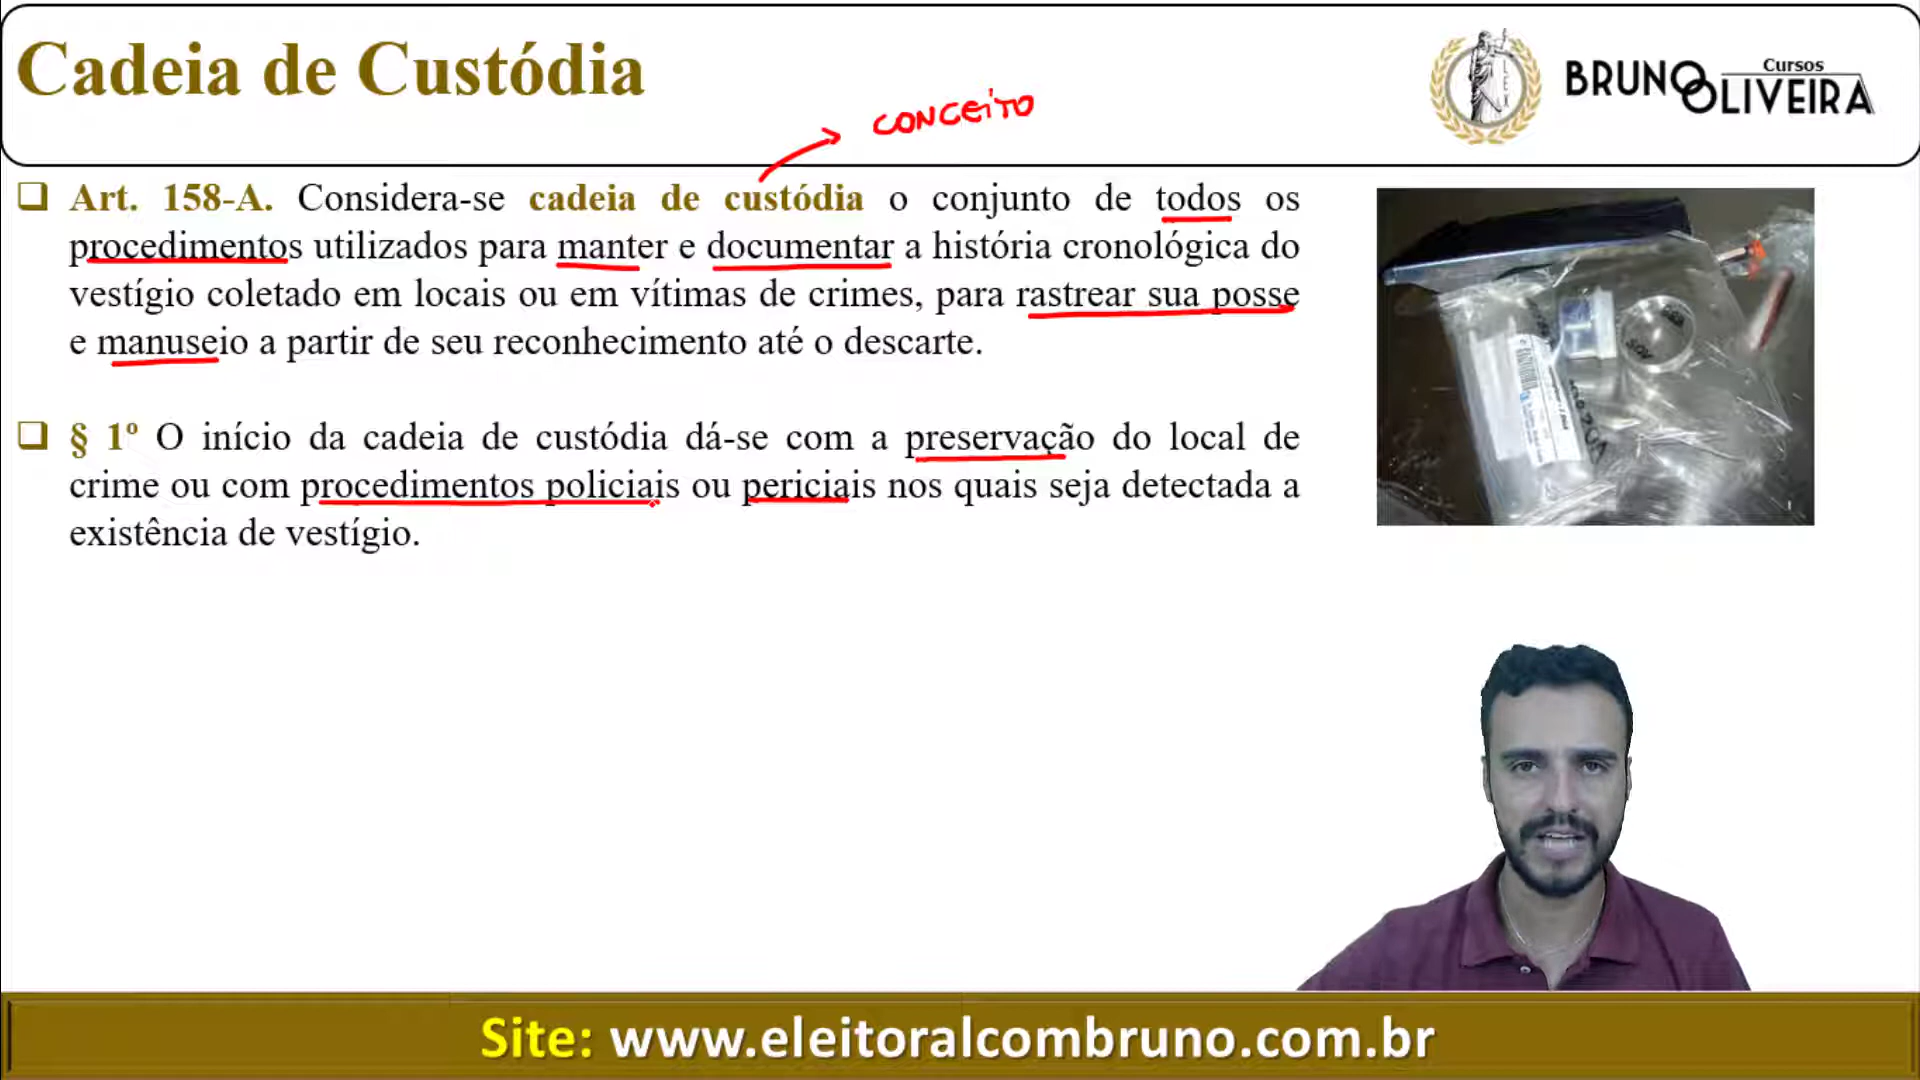 Cadeia de Custódia
CONCEITO
Cursos
BRUNO OLIVEIRA
Art. 158-A. Considera-se cadeia de custódia o conjunto de todos os
procedimentos utilizados para manter e documentar a história cronológica do
vestígio coletado em locais ou em vítimas de crimes, para rastrear sua posse
e manuseio a partir de seu reconhecimento até o descarte.
§ 1º O início da cadeia de custódia dá-se com a preservação do local de
crime ou com procedimentos policiais ou periciais nos quais seja detectada a
existência de vestígio.
Site: www.eleitoralcombruno.com.br